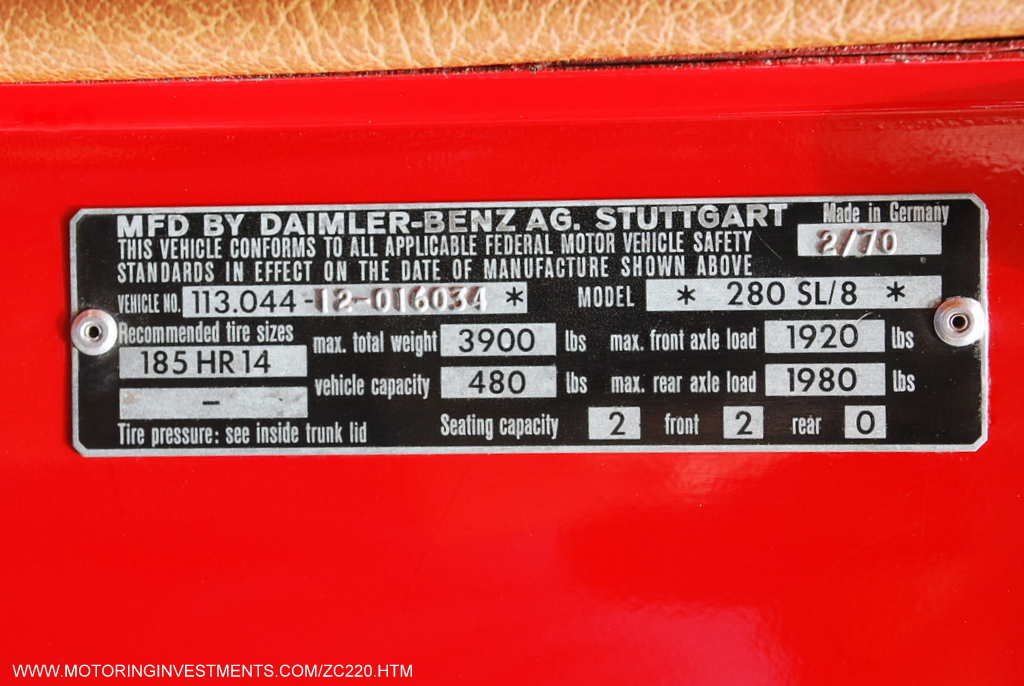 MFD BY DAIMLER-BENZ AG. STUTTGART Made in Germany
THIS VEHICLE CONFORMS TO ALL APPLICABLE FEDERAL MOTOR VEHICLE SAFETY 2/70
STANDARDS IN EFFECT ON THE DATE OF MANUFACTURE SHOWN ABOVE
VEHICLE NO. 113.044-12-016034 * MODEL * 280 SL/8 *
Recommended tire sizes max. total weight 3900 lbs max. front axle load 1920 lbs
185 HR 14 vehicle capacity 480 lbs max. rear axle load 1980 lbs
–
Tire pressure: see inside trunk lid Seating capacity 2 front 2 rear 0
WWW.MOTORINGINVESTMENTS.COM/ZC220.HTM